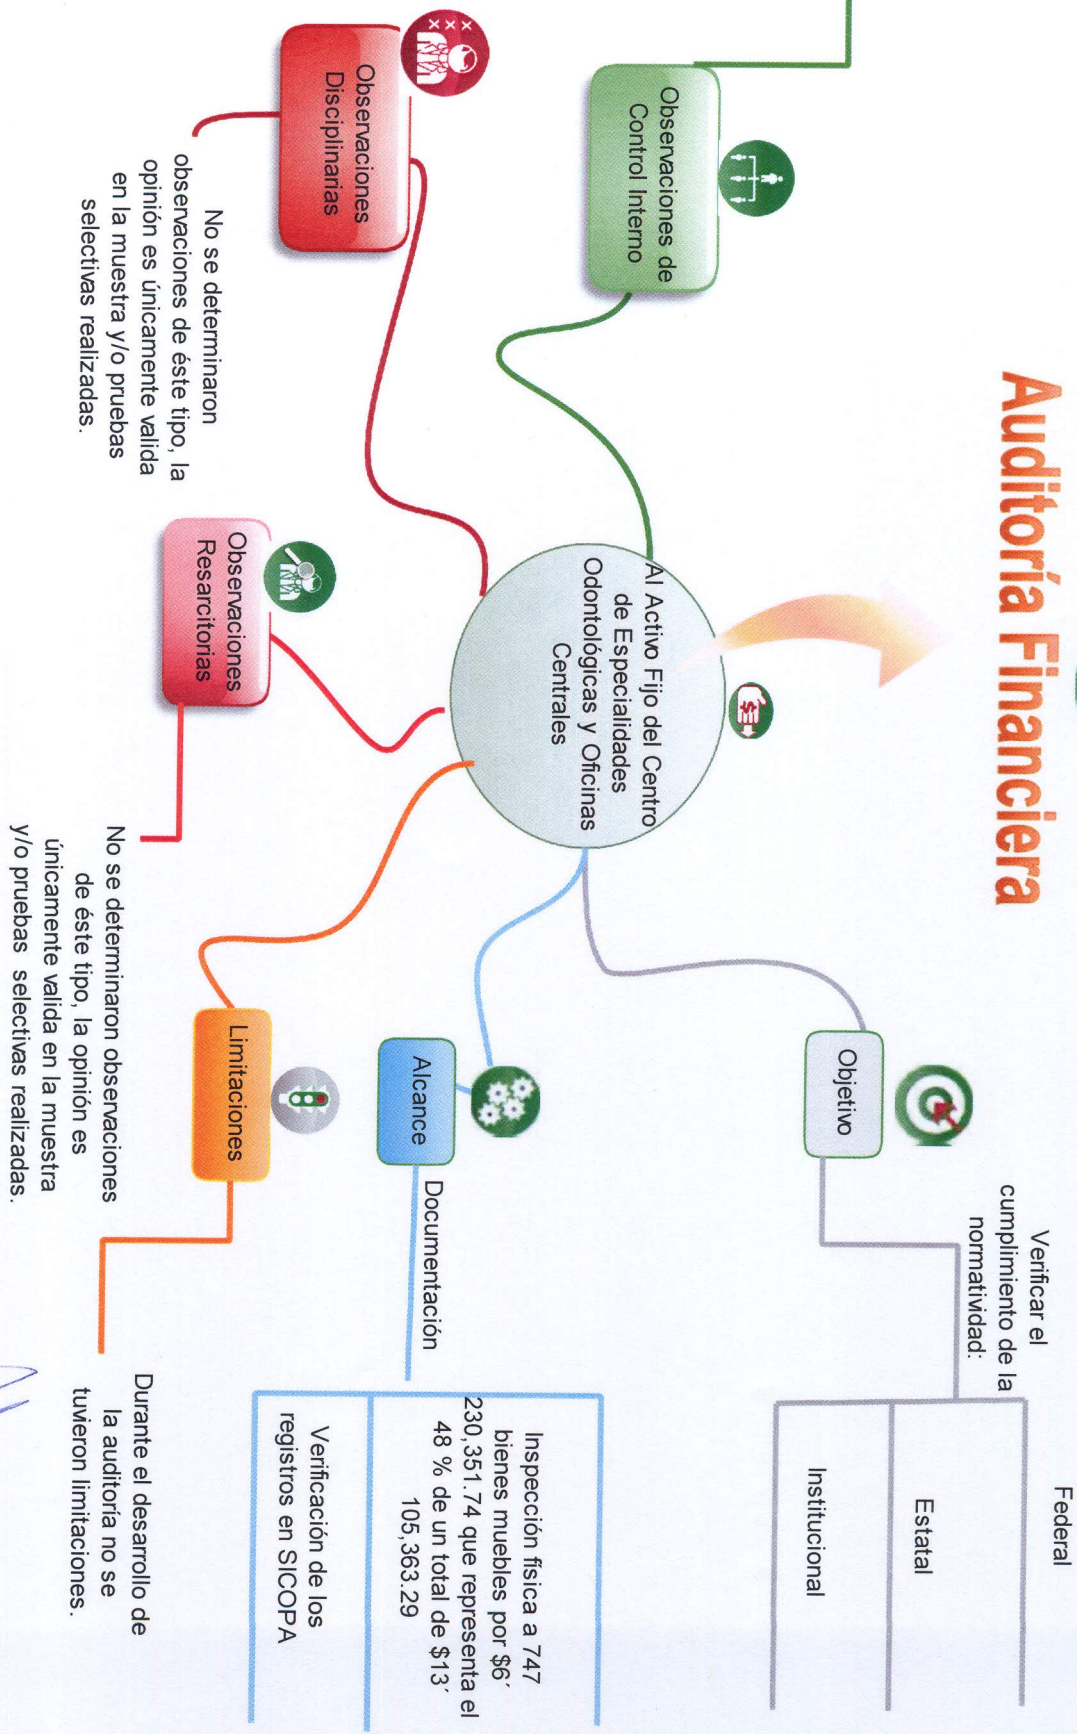 Auditoría Financiera
Al Activo Fijo del Centro
de Especialidades
Odontológicas y Oficinas
Centrales
Objetivo
Verificar el
cumplimiento de la
normatividad:
Federal
Estatal
Institucional
Alcance
Documentación
Inspección física a 747
bienes muebles por $6´
230,351.74 que representa el
48 % de un total de $13´
105,363.29
Verificación de los
registros en SICOPA
Limitaciones
Durante el desarrollo de
la auditoría no se
tuvieron limitaciones.
Observaciones de
Control Interno
Observaciones
Disciplinarias
No se determinaron
observaciones de éste tipo, la
opinión es únicamente valida
en la muestra y/o pruebas
selectivas realizadas.
Observaciones
Resarcitorias
No se determinaron observaciones
de éste tipo, la opinión es
únicamente valida en la muestra
y/o pruebas selectivas realizadas.